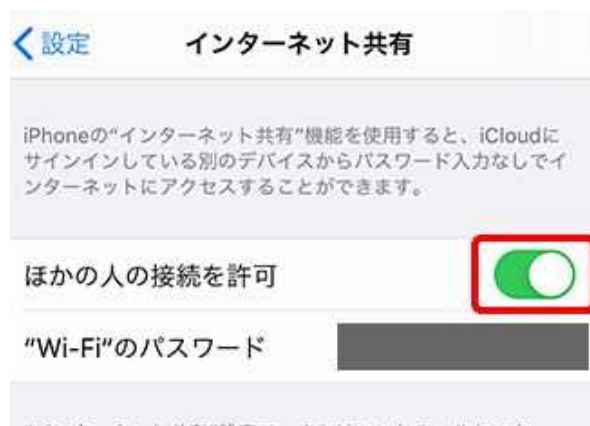 設定
インターネット共有
iPhoneの“インターネット共有”機能を使用すると、iCloudに
サインインしている別のデバイスからパスワード入力なしでイ
ンターネットにアクセスすることができます。
ほかの人の接続を許可
“Wi-Fi“のパスワード